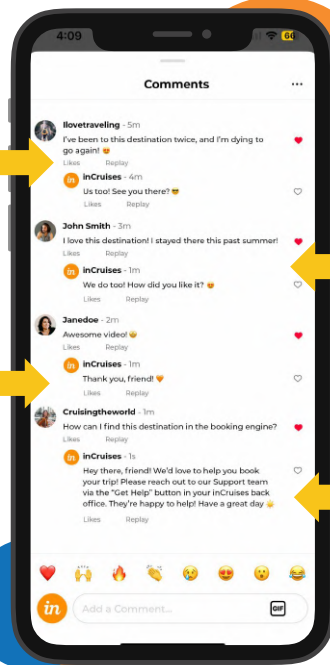 4:09
66
Comments
...
Ilovetraveling - 5m
I've been to this destination twice, and I'm dying to
go again! 😍
Likes Replay
in
inCruises - 4m
Us too! See you there? 😎
Likes Replay
John Smith - 3m
I love this destination! I stayed there this past summer!
Likes Replay
in
inCruises - 1m
We do too! How did you like it? 😍
Likes Replay
Janedoe - 2m
Awesome video! 🤩
Likes Replay
in
inCruises - 1m
Thank you, friend! 🧡
Likes Replay
Cruisingtheworld - 1m
How can I find this destination in the booking engine?
Likes Replay
in
inCruises - 1s
Hey there, friend! We'd love to help you book
your trip! Please reach out to our Support team
via the "Get Help" button in your inCruises back
office. They're happy to help! Have a great day 😊
Likes Replay
❤️ 🙌 🔥 👏 😢 😍 😮 😂
in
Add a Comment...
GIF